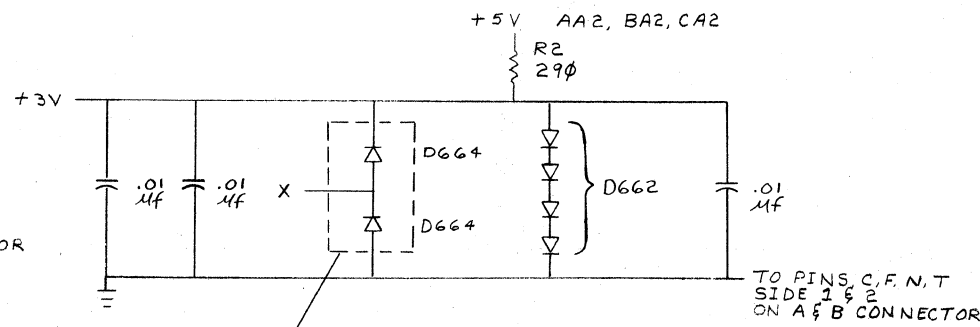 +5V AA2, BA2, CA2
R2
29φ
+3V
.01
μf
.01
μf
X
D664
D664
D662
.01
μf
OR
TO PINS, C, F, N, T
SIDE 1 & 2
ON A & B CONNECTOR